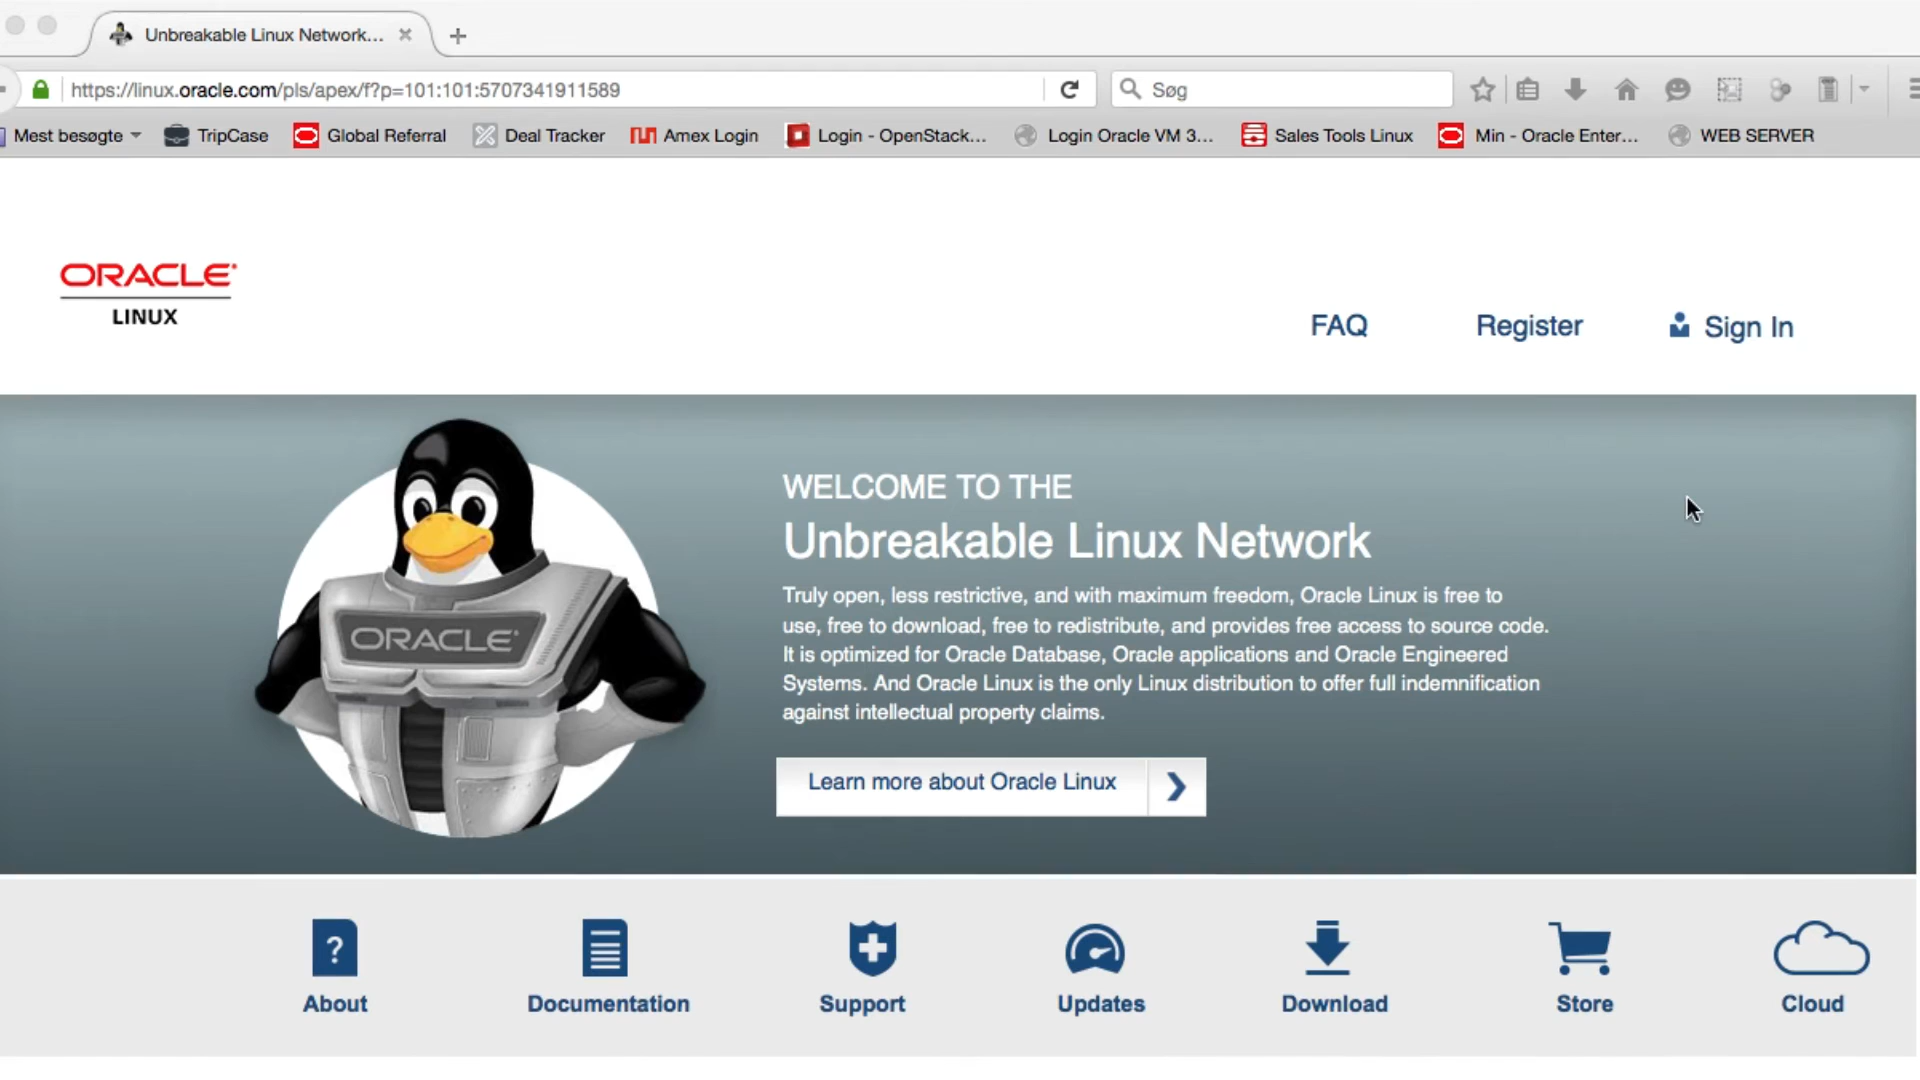 Unbreakable Linux Network...
https://linux.oracle.com/pls/apex/f?p=101:101:5707341911589
Søg
Mest besøgte
TripCase
Global Referral
Deal Tracker
Amex Login
Login - OpenStack...
Login Oracle VM 3...
Sales Tools Linux
Min - Oracle Enter...
WEB SERVER
ORACLE
LINUX
FAQ
Register
Sign In
ORACLE
WELCOME TO THE
Unbreakable Linux Network
Truly open, less restrictive, and with maximum freedom, Oracle Linux is free to
use, free to download, free to redistribute, and provides free access to source code.
It is optimized for Oracle Database, Oracle applications and Oracle Engineered
Systems. And Oracle Linux is the only Linux distribution to offer full indemnification
against intellectual property claims.
Learn more about Oracle Linux
About
Documentation
Support
Updates
Download
Store
Cloud